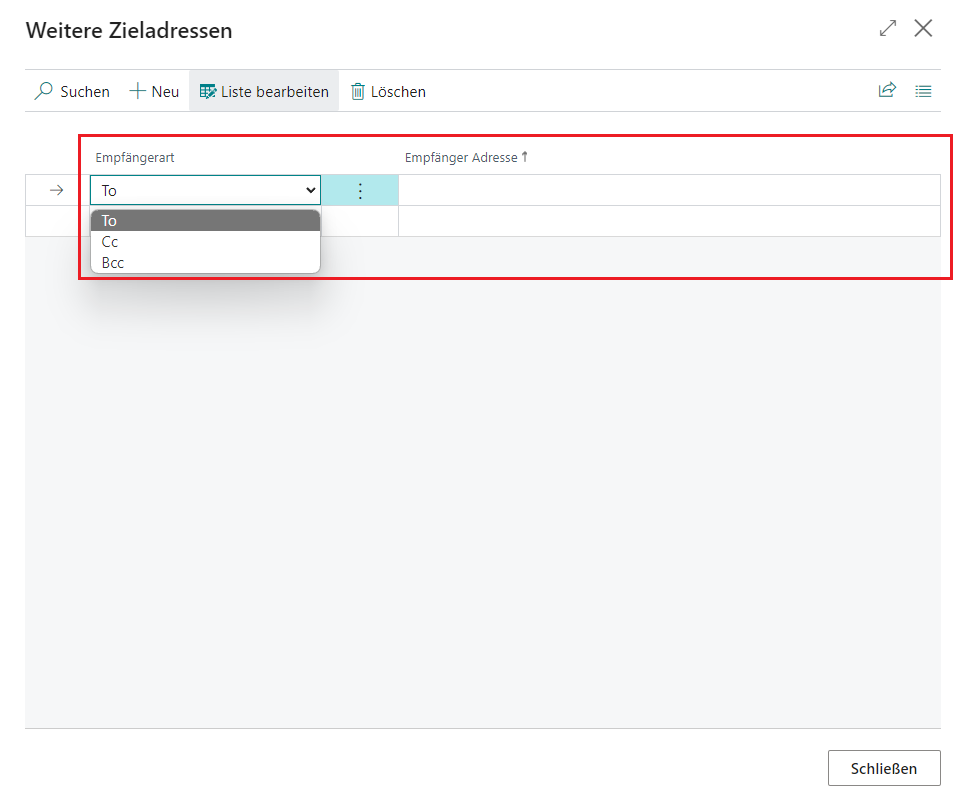 Weitere Zieladressen
Suchen Neu Liste bearbeiten Löschen
Empfängerart Empfänger Adresse ↑
To
To
Cc
Bcc
Schließen